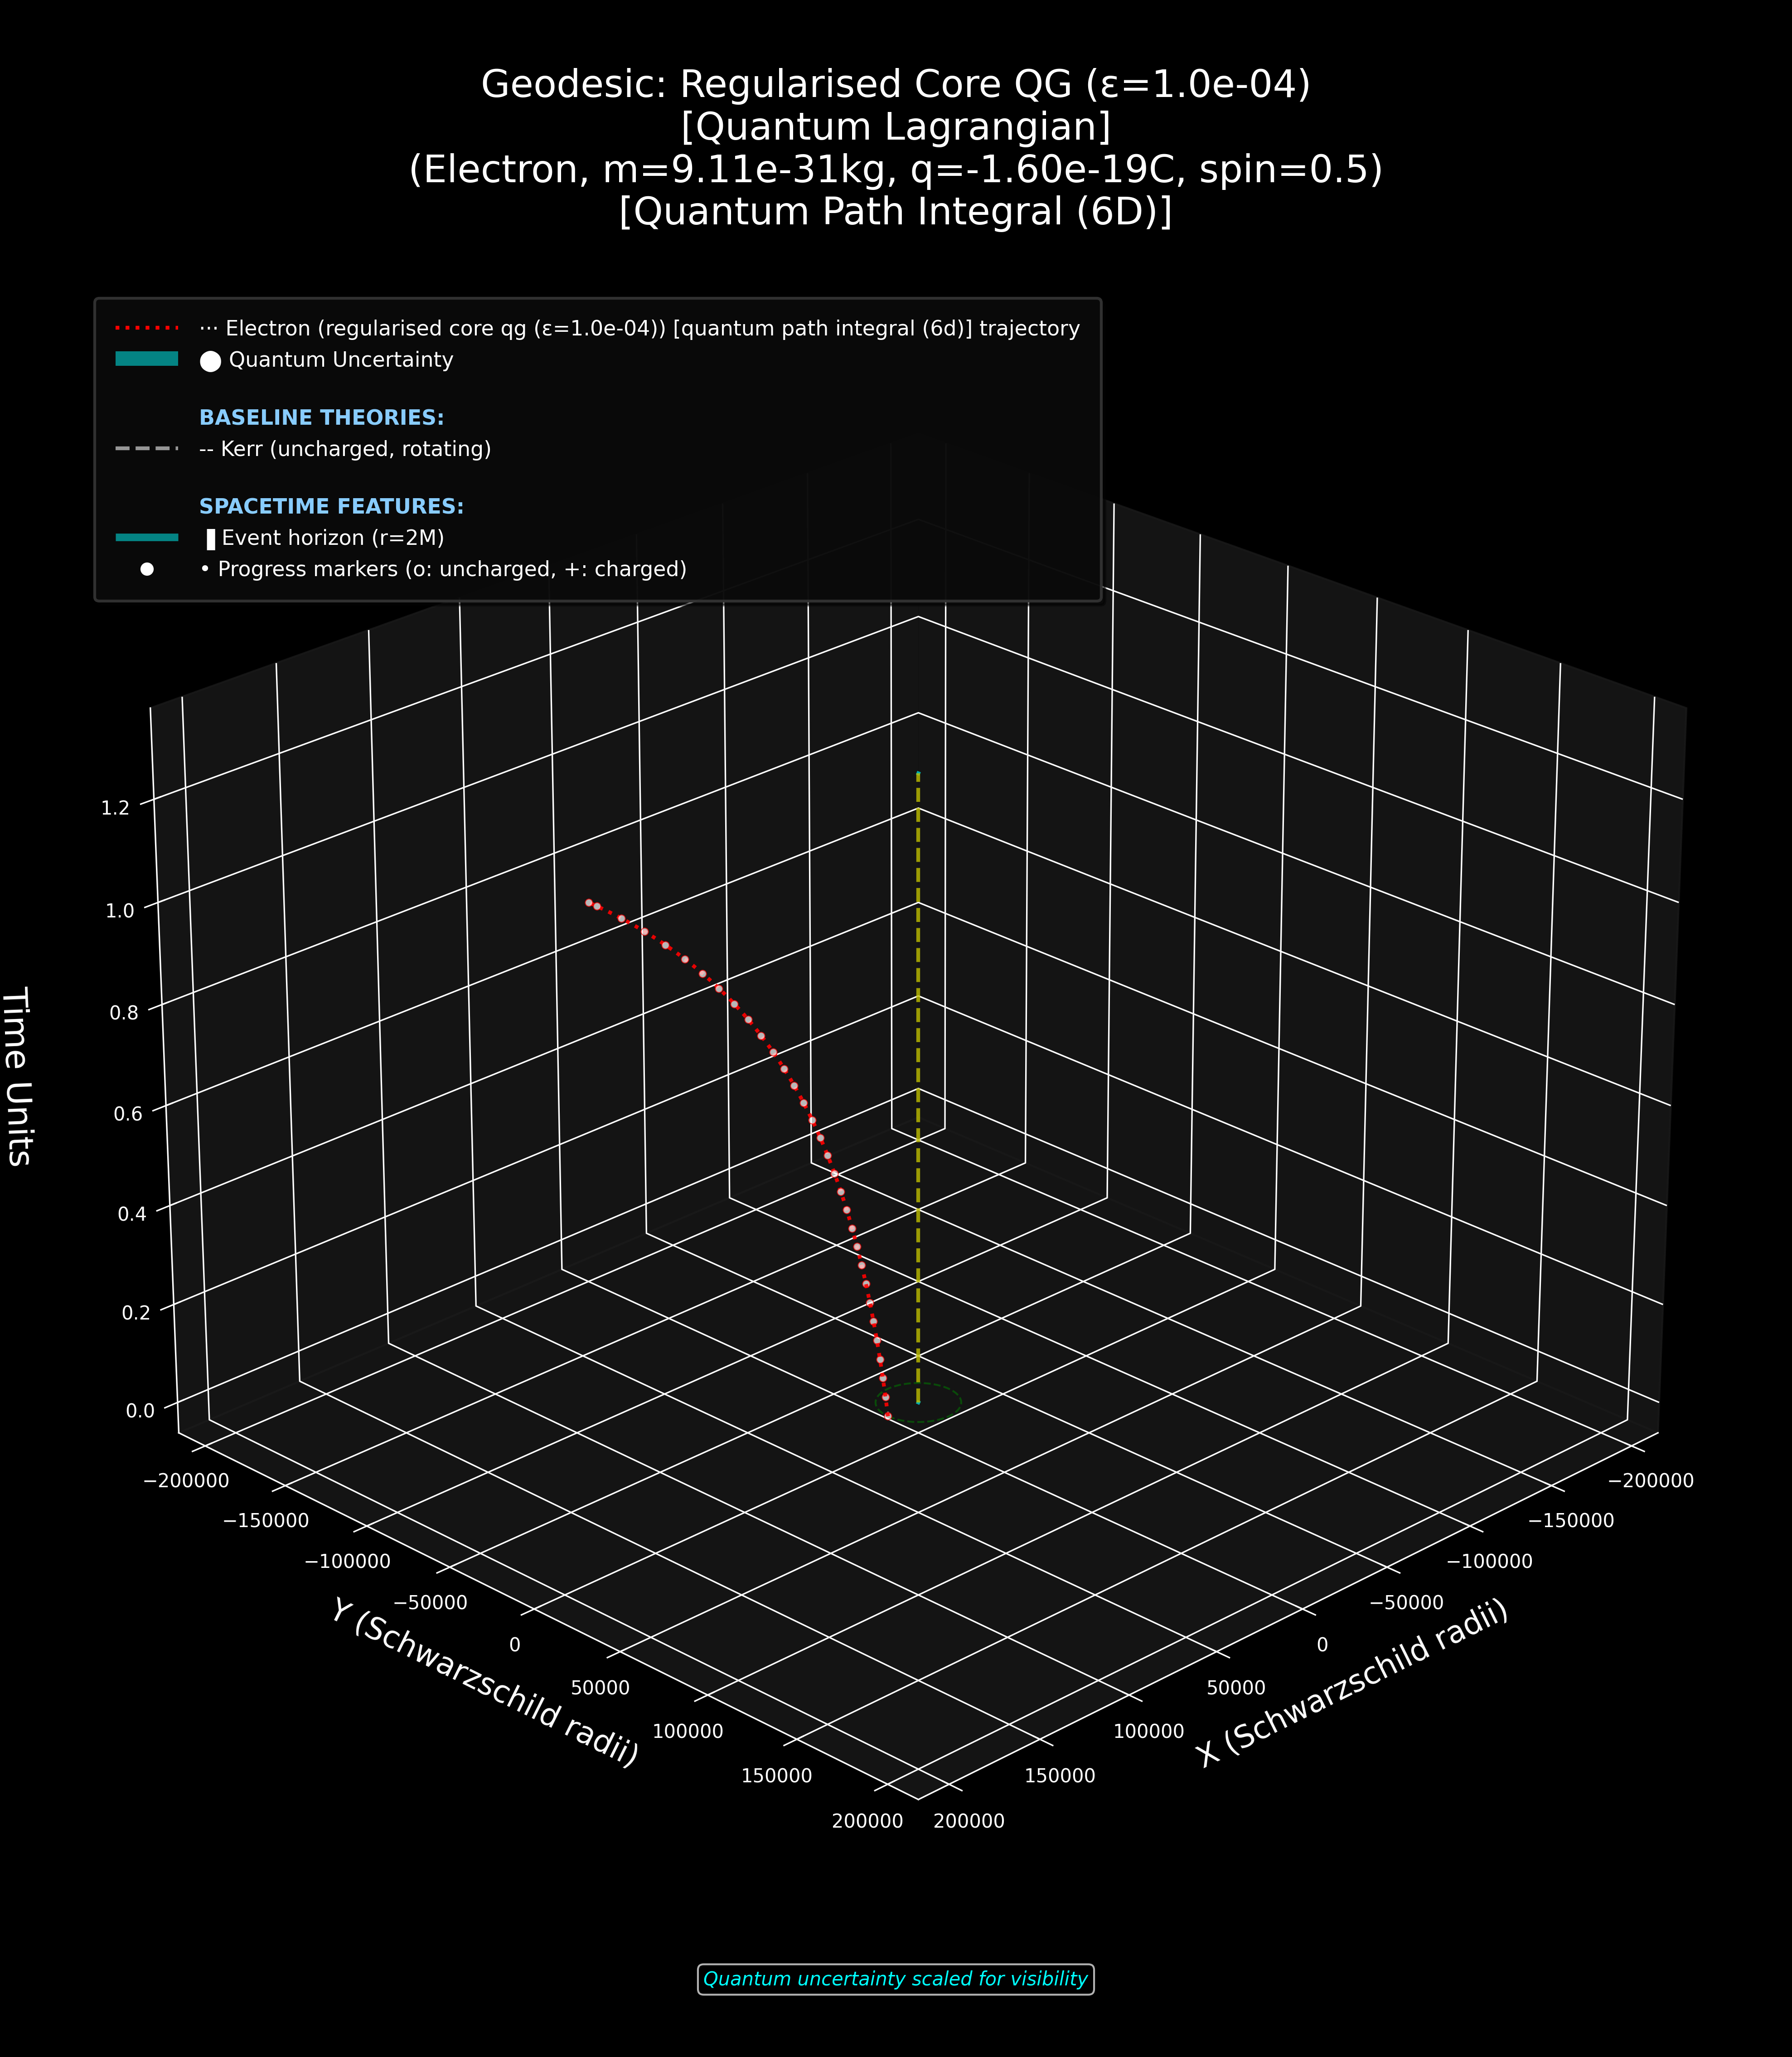 Geodesic: Regularised Core QG (ε=1.0e-04)
[Quantum Lagrangian]
(Electron, m=9.11e-31kg, q=-1.60e-19C, spin=0.5)
[Quantum Path Integral (6D)]
··· Electron (regularised core qg (ε=1.0e-04)) [quantum path integral (6d)] trajectory
● Quantum Uncertainty
BASELINE THEORIES:
-- Kerr (uncharged, rotating)
SPACETIME FEATURES:
▌Event horizon (r=2M)
• Progress markers (o: uncharged, +: charged)
1.2
1.0
0.8
0.6
0.4
0.2
0.0
Time Units
−200000
−150000
−100000
−50000
0
50000
100000
150000
200000
Y (Schwarzschild radii)
−200000
−150000
−100000
−50000
0
50000
100000
150000
200000
X (Schwarzschild radii)
Quantum uncertainty scaled for visibility